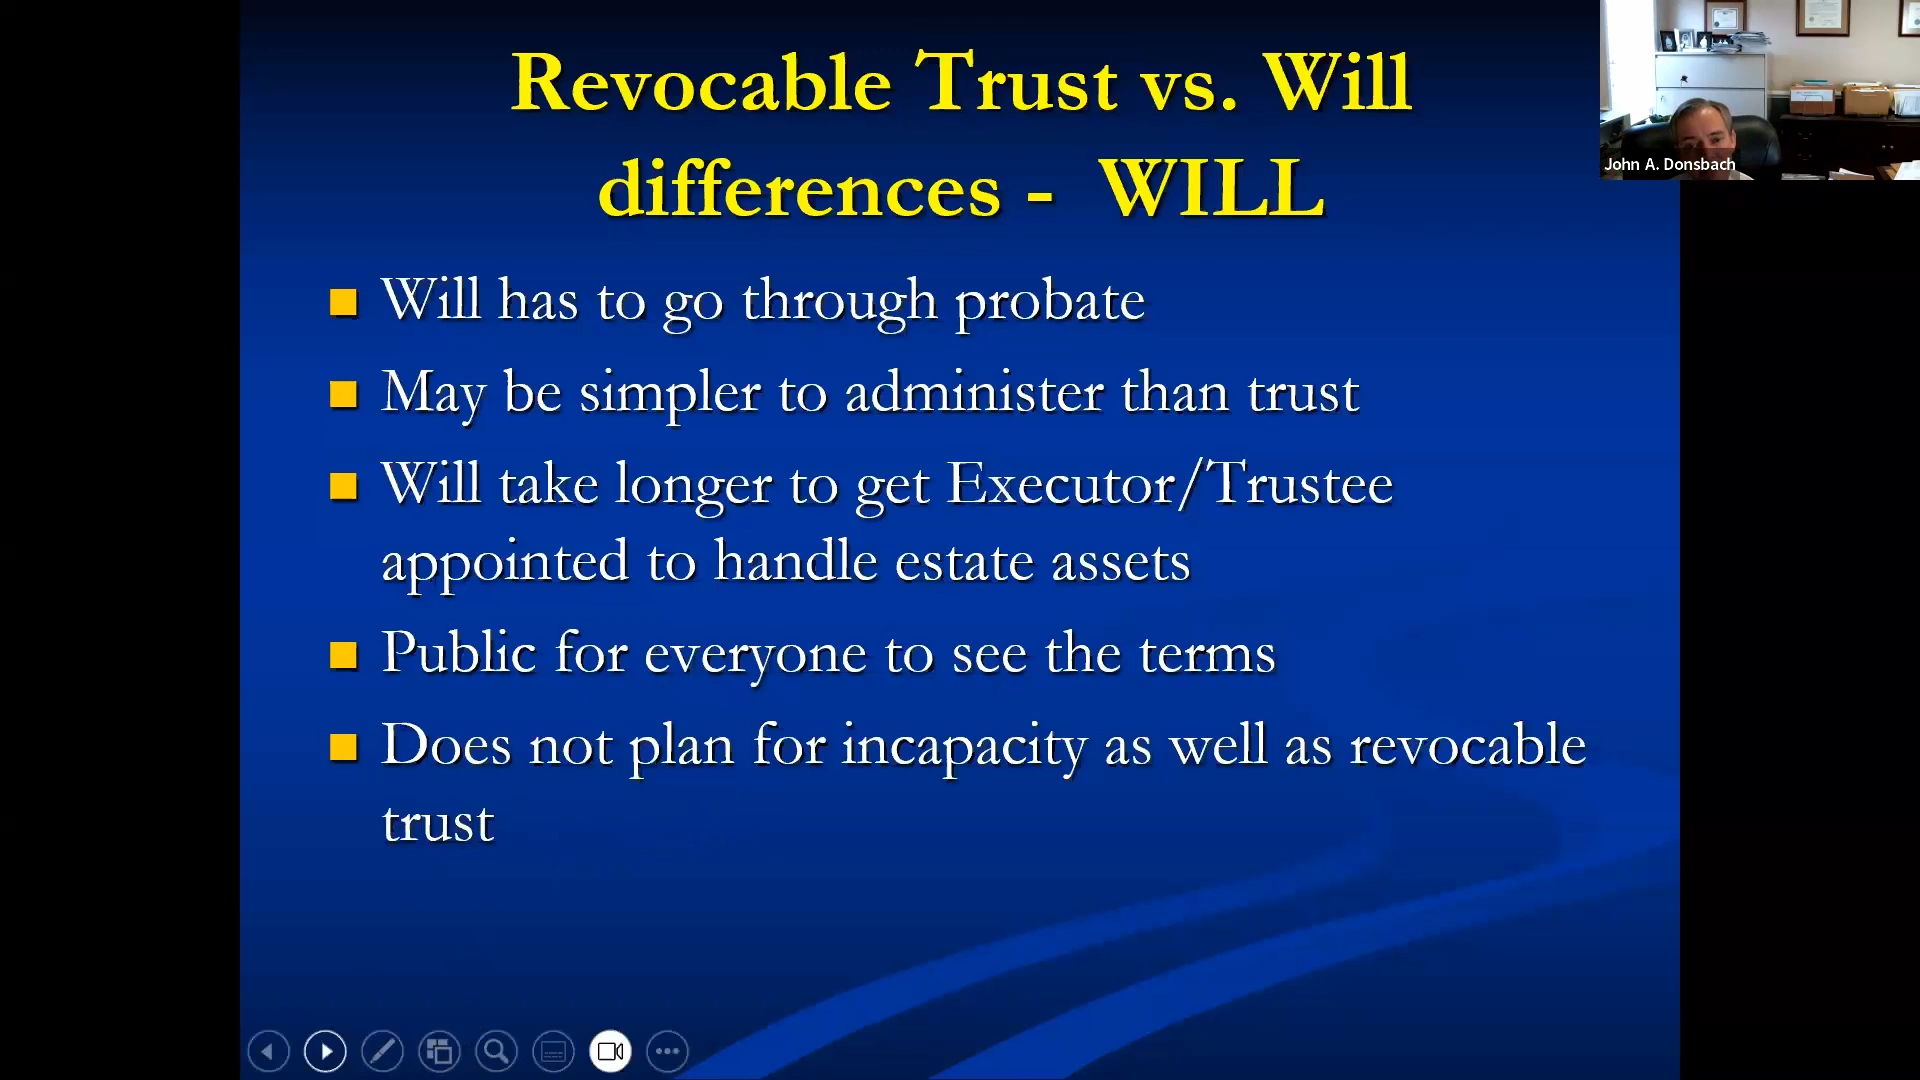 Revocable Trust vs. Will
differences - WILL
Will has to go through probate
May be simpler to administer than trust
Will take longer to get Executor/Trustee
appointed to handle estate assets
Public for everyone to see the terms
Does not plan for incapacity as well as revocable
trust
John A. Donsbach